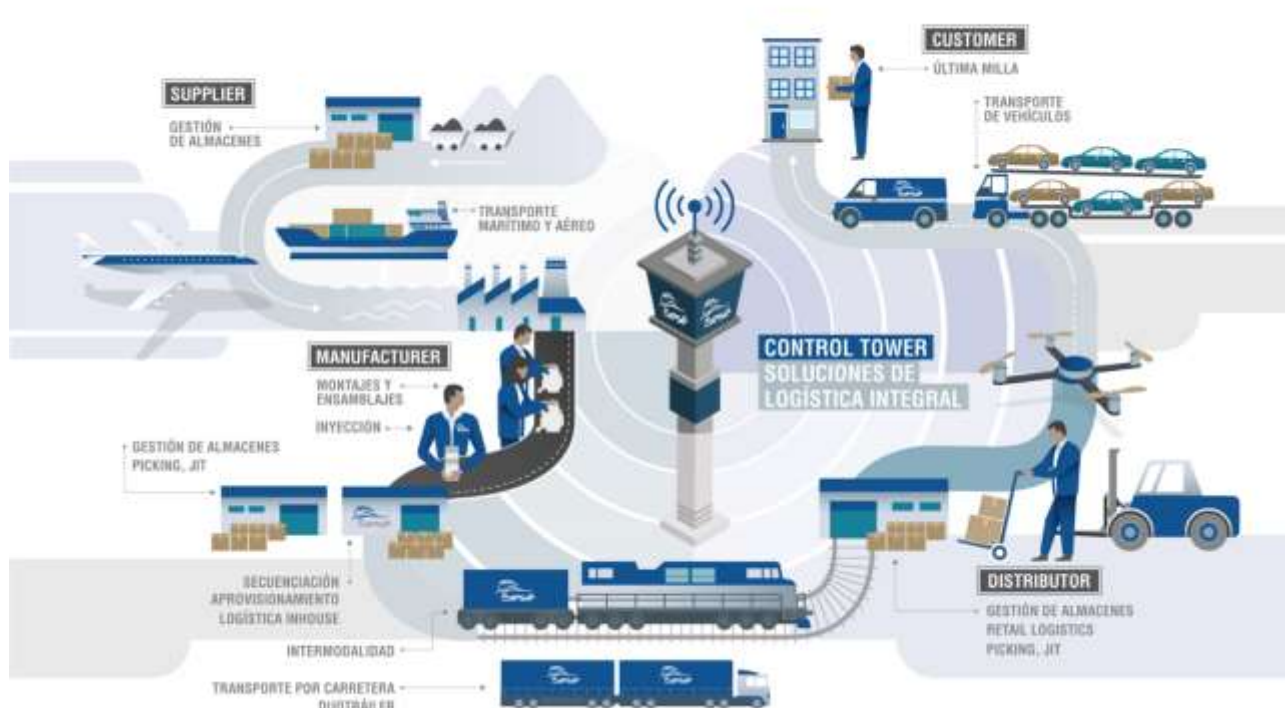 SUPPLIER
GESTIÓN
DE ALMACENES
TRANSPORTE
MARÍTIMO Y AÉREO
CUSTOMER
ÚLTIMA MILLA
TRANSPORTE
DE VEHÍCULOS
MANUFACTURER
MONTAJES Y
ENSAMBLAJES
INYECCIÓN
GESTIÓN DE ALMACENES
PICKING, JIT
CONTROL TOWER
SOLUCIONES DE
LOGÍSTICA INTEGRAL
SECUENCIACIÓN
APROVISIONAMIENTO
LOGÍSTICA INHOUSE
INTERMODALIDAD
TRANSPORTE POR CARRETERA
DUOTRÁILER
DISTRIBUTOR
GESTIÓN DE ALMACENES
RETAIL LOGISTICS
PICKING, JIT